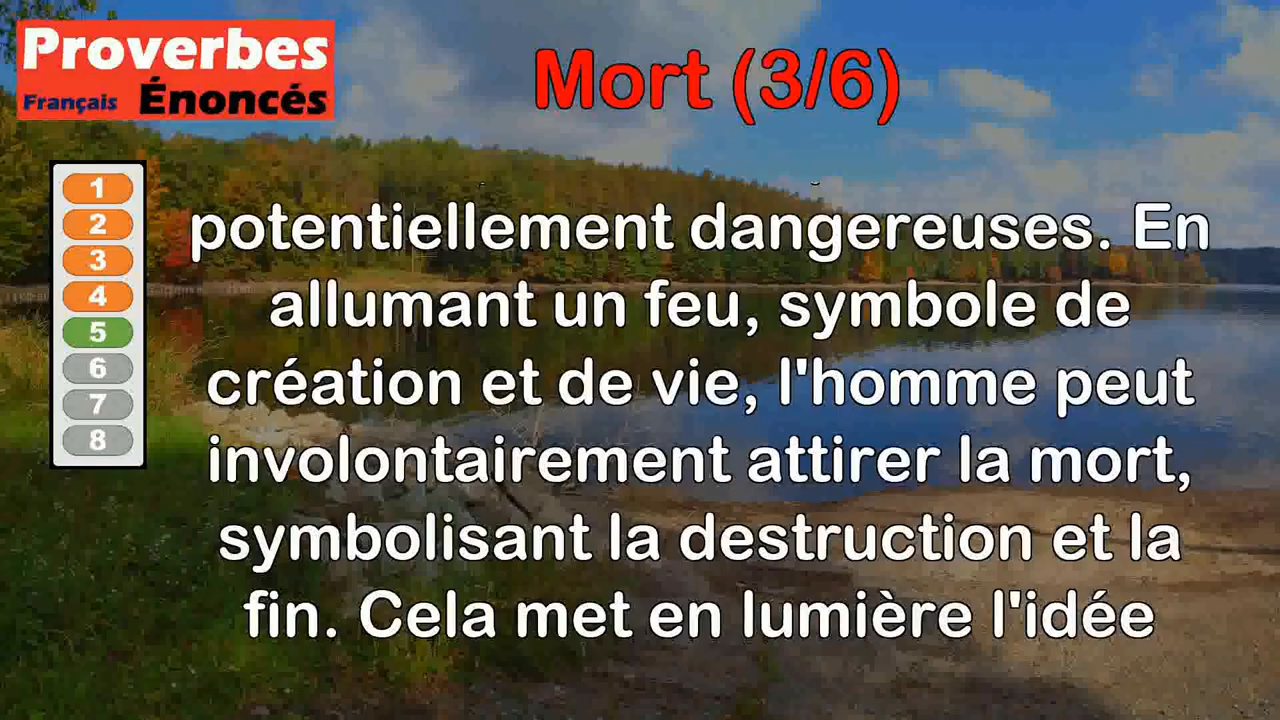 Proverbes
Français Énoncés
Mort (3/6)
1
2
3
4
5
6
7
8
potentiellement dangereuses. En
allumant un feu, symbole de
création et de vie, l'homme peut
involontairement attirer la mort,
symbolisant la destruction et la
fin. Cela met en lumière l'idée